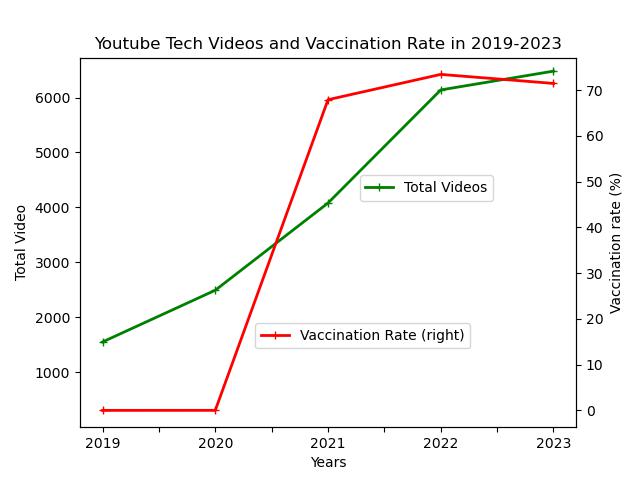 Youtube Tech Videos and Vaccination Rate in 2019-2023
6000
5000
4000
3000
2000
1000
Total Video
70
60
50
40
30
20
10
0
Vaccination rate (%)
Total Videos
Vaccination Rate (right)
2019 2020 2021 2022 2023
Years